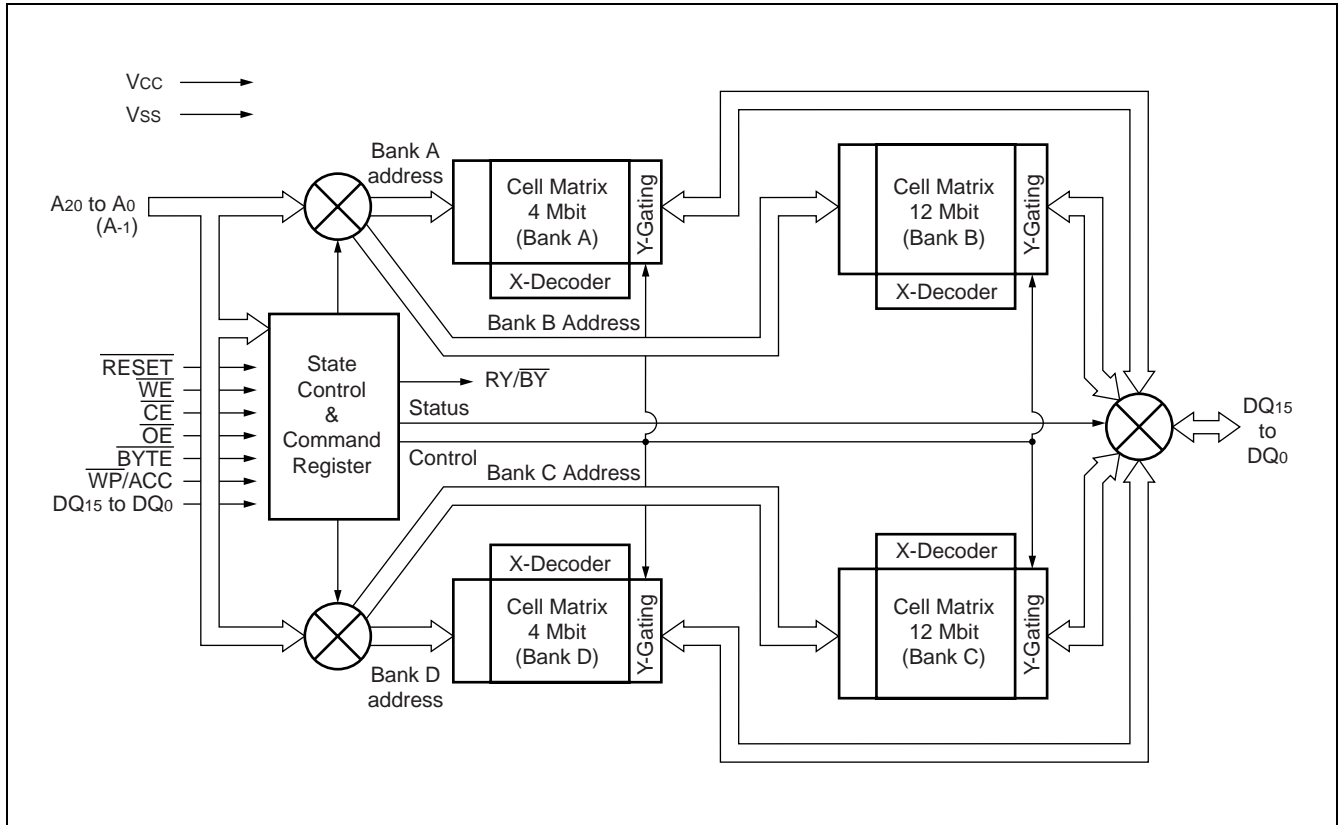 VCC
VSS
A20 to A0
(A-1)
Bank A
address
Cell Matrix
4 Mbit
(Bank A)
Y-Gating
X-Decoder
Cell Matrix
12 Mbit
(Bank B)
Y-Gating
X-Decoder
Bank B Address
RESET
WE
CE
OE
BYTE
WP/ACC
DQ15 to DQ0
State
Control
&
Command
Register
RY/BY
Status
Control
DQ15
to
DQ0
Bank C Address
X-Decoder
Cell Matrix
4 Mbit
(Bank D)
Y-Gating
X-Decoder
Cell Matrix
12 Mbit
(Bank C)
Y-Gating
Bank D
address